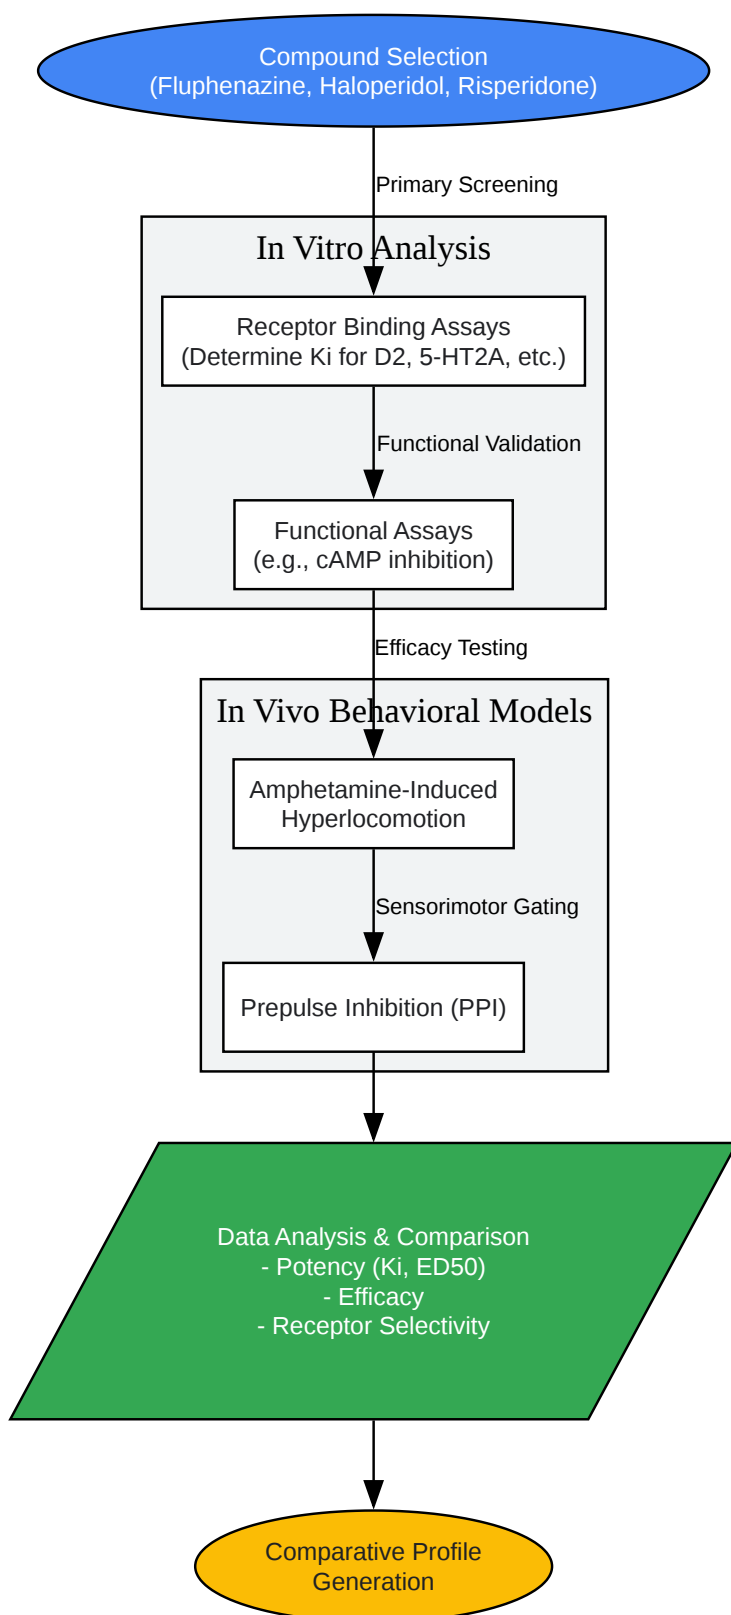 Compound Selection
(Fluphenazine, Haloperidol, Risperidone)
Primary Screening
In Vitro Analysis
Receptor Binding Assays
(Determine Ki for D2, 5-HT2A, etc.)
Functional Validation
Functional Assays
(e.g., cAMP inhibition)
Efficacy Testing
In Vivo Behavioral Models
Amphetamine-Induced
Hyperlocomotion
Sensorimotor Gating
Prepulse Inhibition (PPI)
Data Analysis & Comparison
- Potency (Ki, ED50)
- Efficacy
- Receptor Selectivity
Comparative Profile
Generation